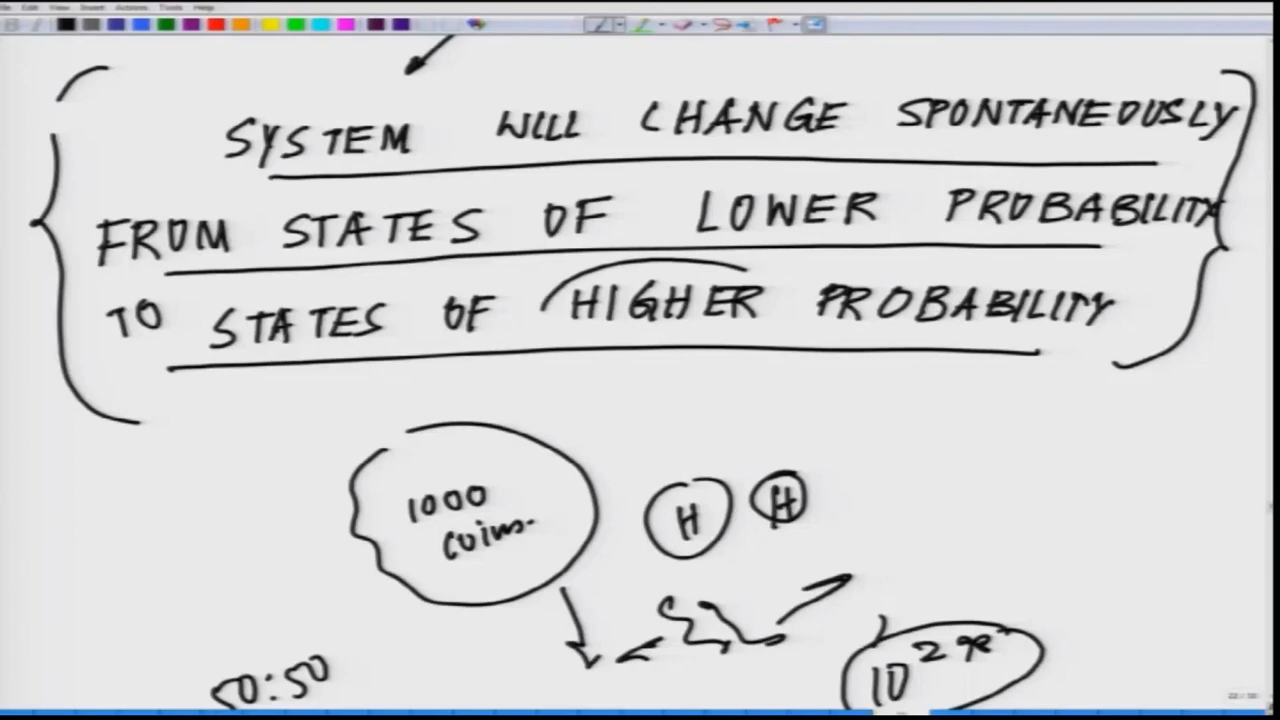 SYSTEM WILL CHANGE SPONTANEOUSLY
FROM STATES OF LOWER PROBABILITY
TO STATES OF HIGHER PROBABILITY
1000
coins.
H H
50:50